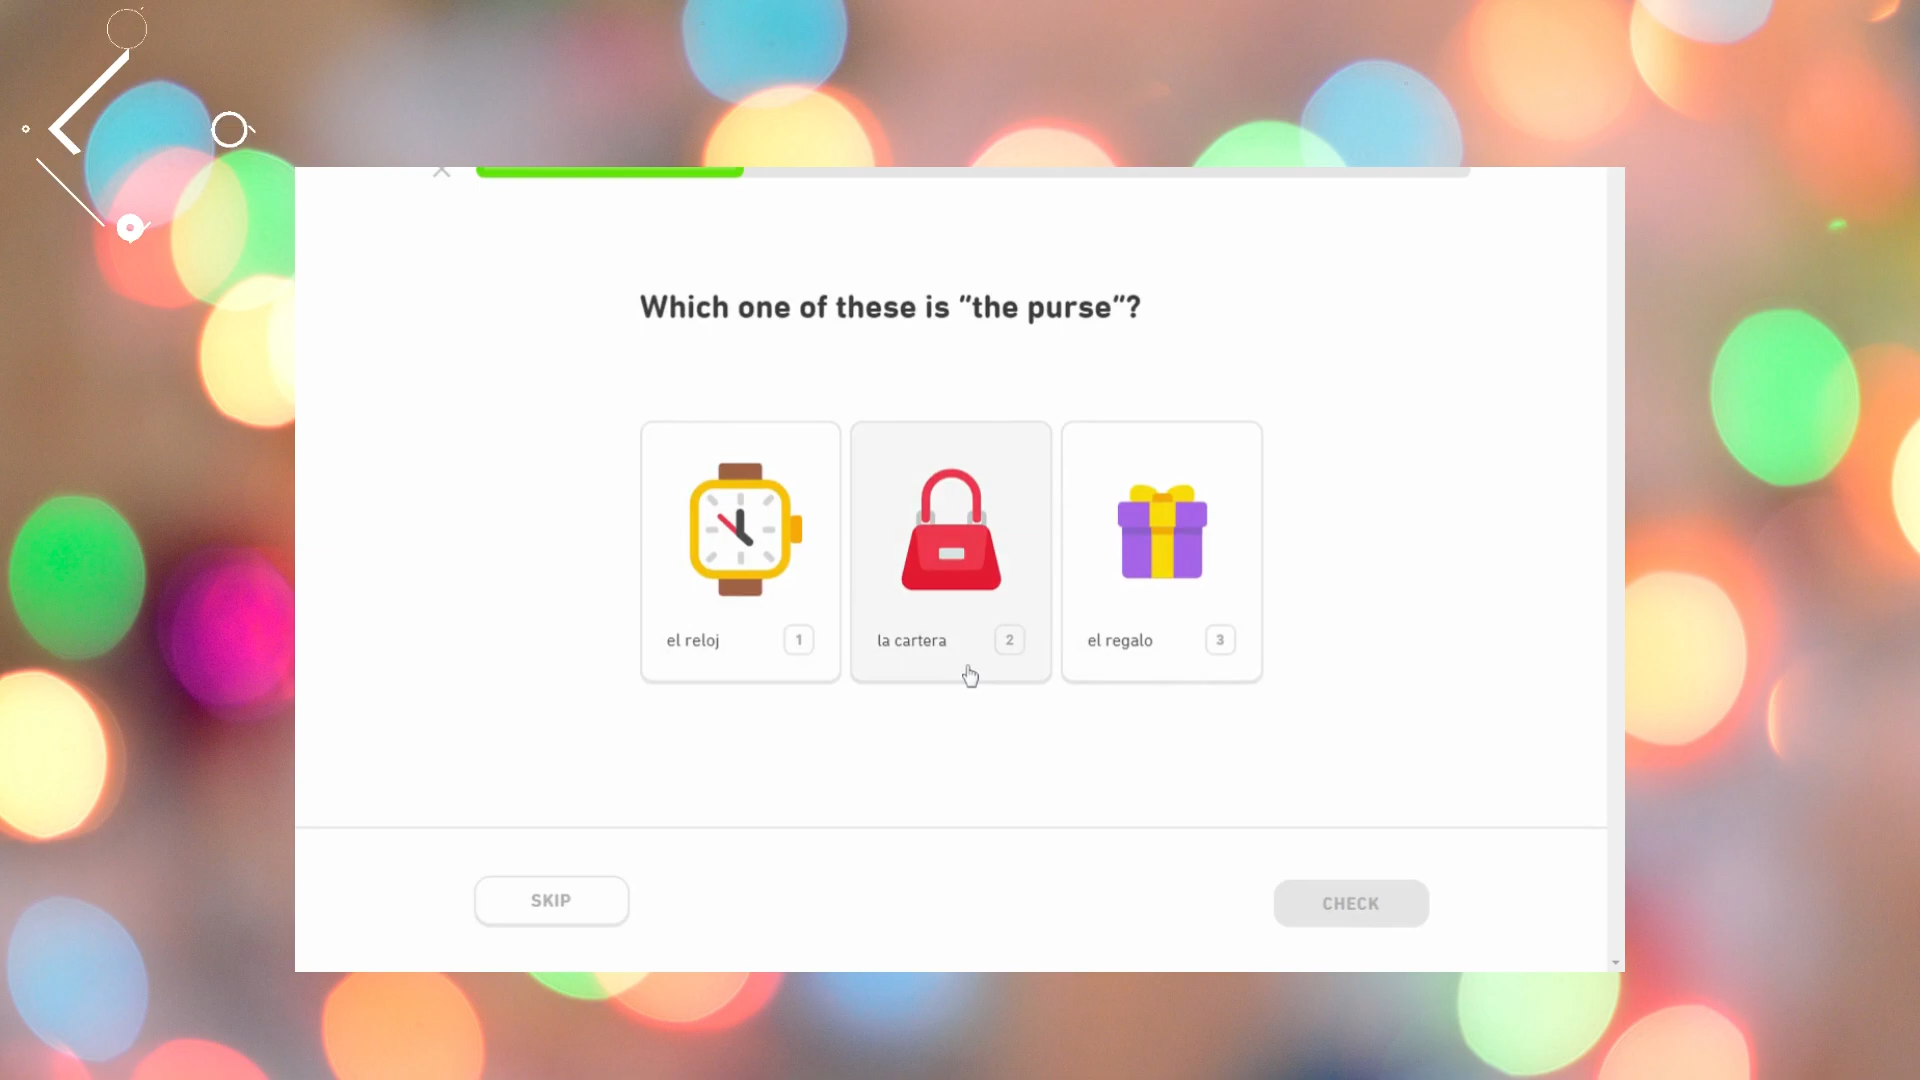 Which one of these is "the purse"?
el reloj 1
la cartera 2
el regalo 3
SKIP
CHECK